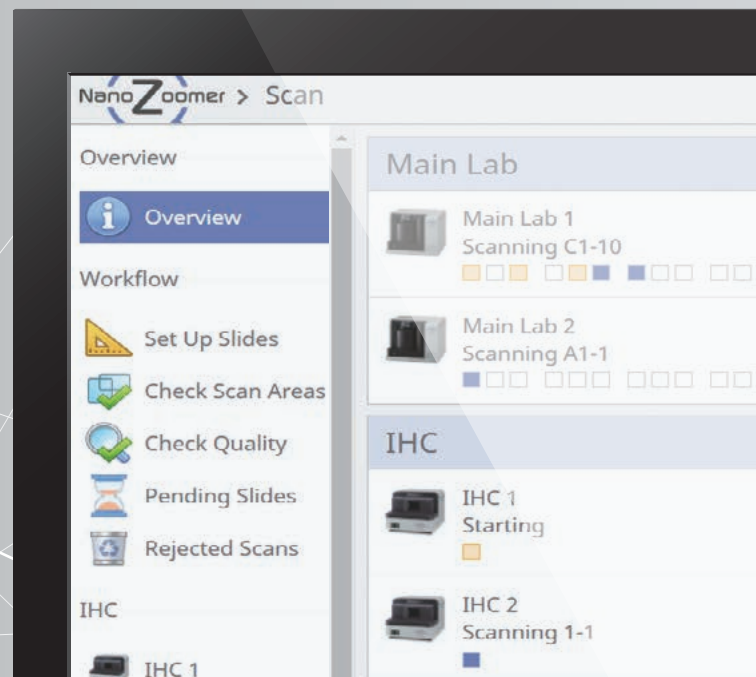 NanoZoomer > Scan
Overview
Overview
Workflow
Set Up Slides
Check Scan Areas
Check Quality
Pending Slides
Rejected Scans
IHC
IHC 1
Main Lab
Main Lab 1
Scanning C1-10
Main Lab 2
Scanning A1-1
IHC
IHC 1
Starting
IHC 2
Scanning 1-1